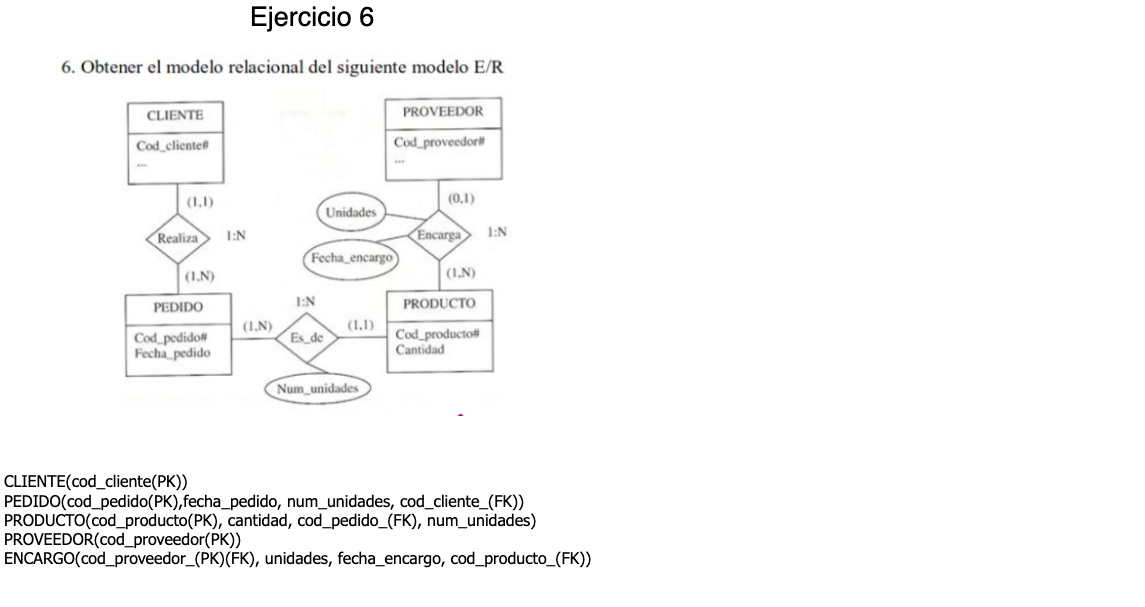 Ejercicio 6
6. Obtener el modelo relacional del siguiente modelo E/R
CLIENTE
Cod_cliente#
...
PROVEEDOR
Cod_proveedor#
...
(1,1)
(0,1)
Unidades
Realiza
1:N
Encarga
1:N
Fecha_encargo
(1,N)
(1,N)
PEDIDO
Cod_pedido#
Fecha_pedido
1:N
(1,N)
Es_de
(1,1)
PRODUCTO
Cod_producto#
Cantidad
Num_unidades
CLIENTE(cod_cliente(PK))
PEDIDO(cod_pedido(PK),fecha_pedido, num_unidades, cod_cliente_(FK))
PRODUCTO(cod_producto(PK), cantidad, cod_pedido_(FK), num_unidades)
PROVEEDOR(cod_proveedor(PK))
ENCARGO(cod_proveedor_(PK)(FK), unidades, fecha_encargo, cod_producto_(FK))